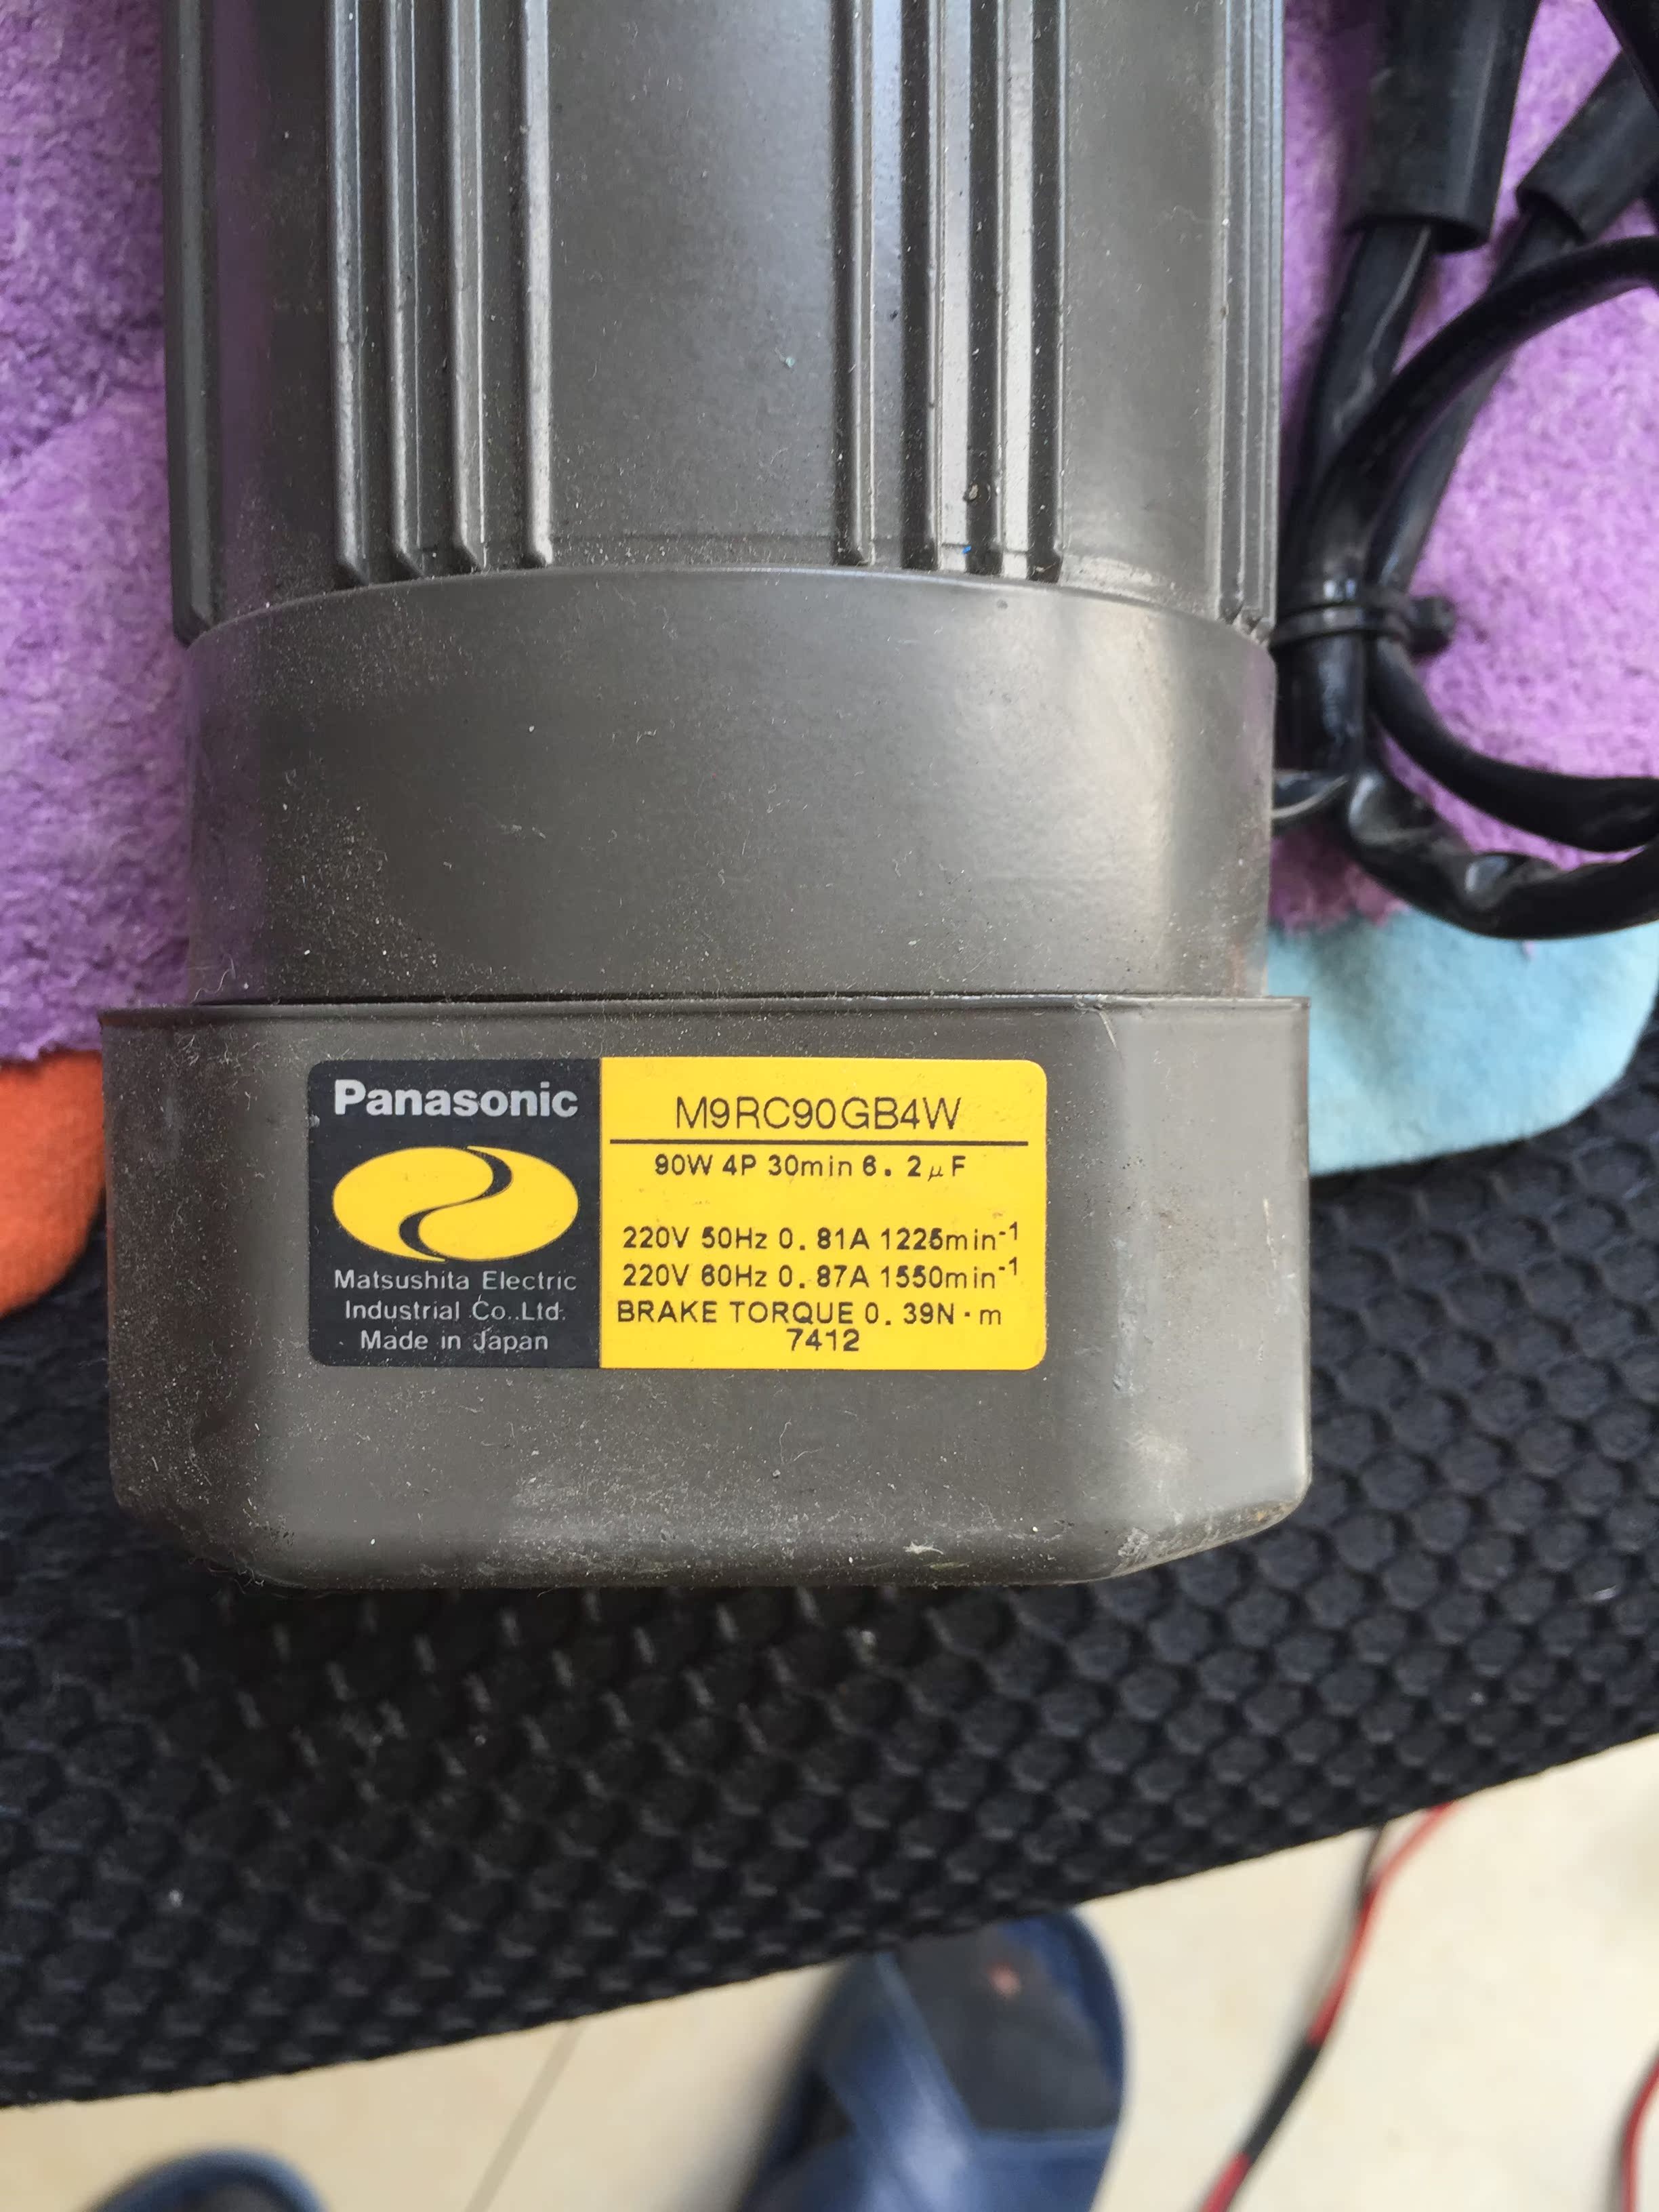 Panasonic
Matsushita Electric
Industrial Co.,Ltd.
Made in Japan
M9RC90GB4W
90W 4P 30min 6.2μF
220V 50Hz 0.81A 1225min⁻¹
220V 60Hz 0.87A 1550min⁻¹
BRAKE TORQUE 0.39N·m
7412